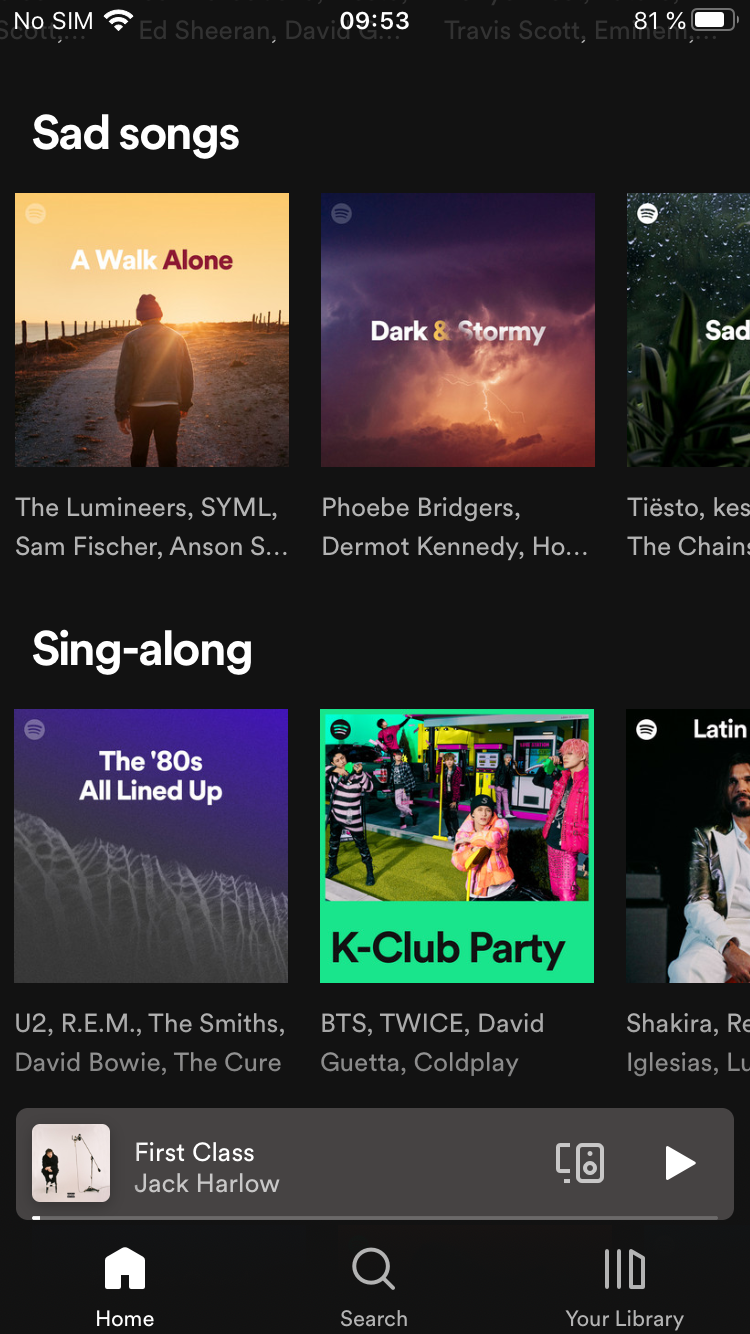 No SIM 09:53 81 %
Scott,... Ed Sheeran, David G... Travis Scott, Eminem,...
Sad songs
A Walk Alone
Dark & Stormy
Sad
The Lumineers, SYML,
Sam Fischer, Anson S...
Phoebe Bridgers,
Dermot Kennedy, Ho...
Tiësto, kes
The Chains
Sing-along
The '80s
All Lined Up
K-Club Party
Latin
U2, R.E.M., The Smiths,
David Bowie, The Cure
BTS, TWICE, David
Guetta, Coldplay
Shakira, Re
Iglesias, Lu
First Class
Jack Harlow
Home
Search
Your Library